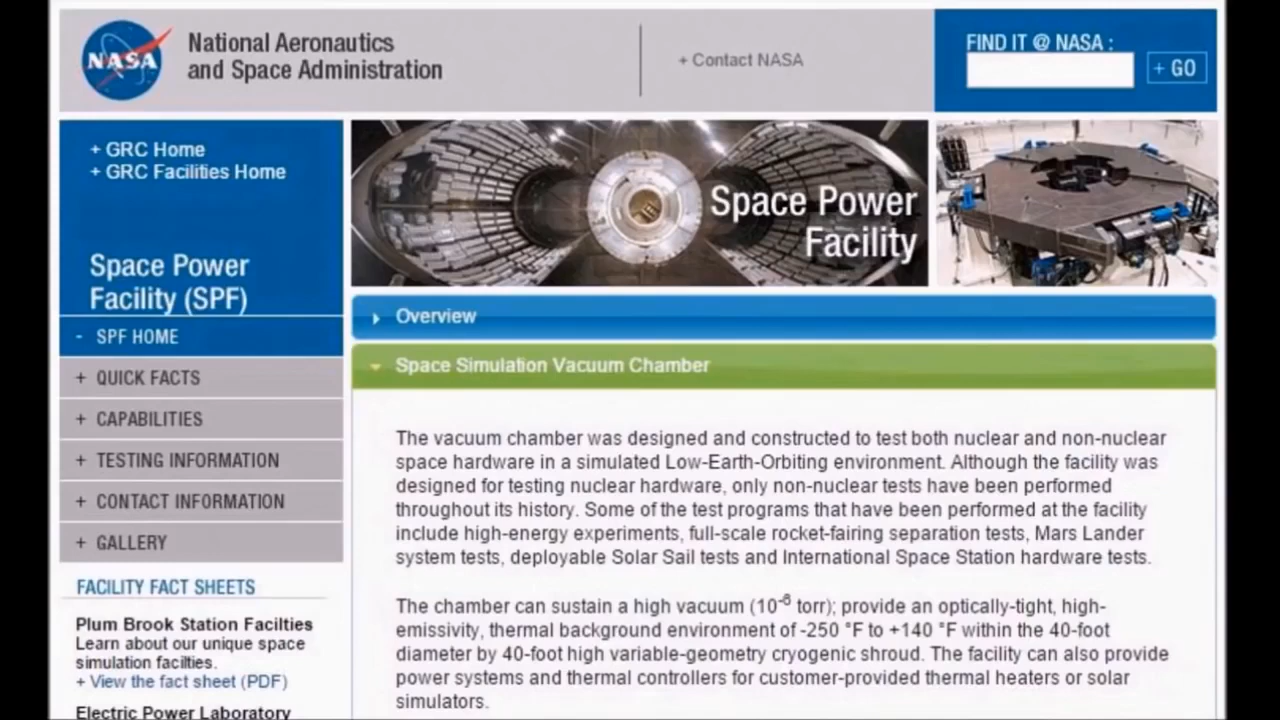 NASA
National Aeronautics
and Space Administration
+ Contact NASA
FIND IT @ NASA :
+ GO
+ GRC Home
+ GRC Facilities Home
Space Power
Facility (SPF)
- SPF HOME
+ QUICK FACTS
+ CAPABILITIES
+ TESTING INFORMATION
+ CONTACT INFORMATION
+ GALLERY
FACILITY FACT SHEETS
Plum Brook Station Facilties
Learn about our unique space
simulation facilties.
+ View the fact sheet (PDF)
Electric Power Laboratory
Space Power
Facility
Overview
Space Simulation Vacuum Chamber
The vacuum chamber was designed and constructed to test both nuclear and non-nuclear
space hardware in a simulated Low-Earth-Orbiting environment. Although the facility was
designed for testing nuclear hardware, only non-nuclear tests have been performed
throughout its history. Some of the test programs that have been performed at the facility
include high-energy experiments, full-scale rocket-fairing separation tests, Mars Lander
system tests, deployable Solar Sail tests and International Space Station hardware tests.
The chamber can sustain a high vacuum (10⁻⁶ torr); provide an optically-tight, high-
emissivity, thermal background environment of -250 °F to +140 °F within the 40-foot
diameter by 40-foot high variable-geometry cryogenic shroud. The facility can also provide
power systems and thermal controllers for customer-provided thermal heaters or solar
simulators.